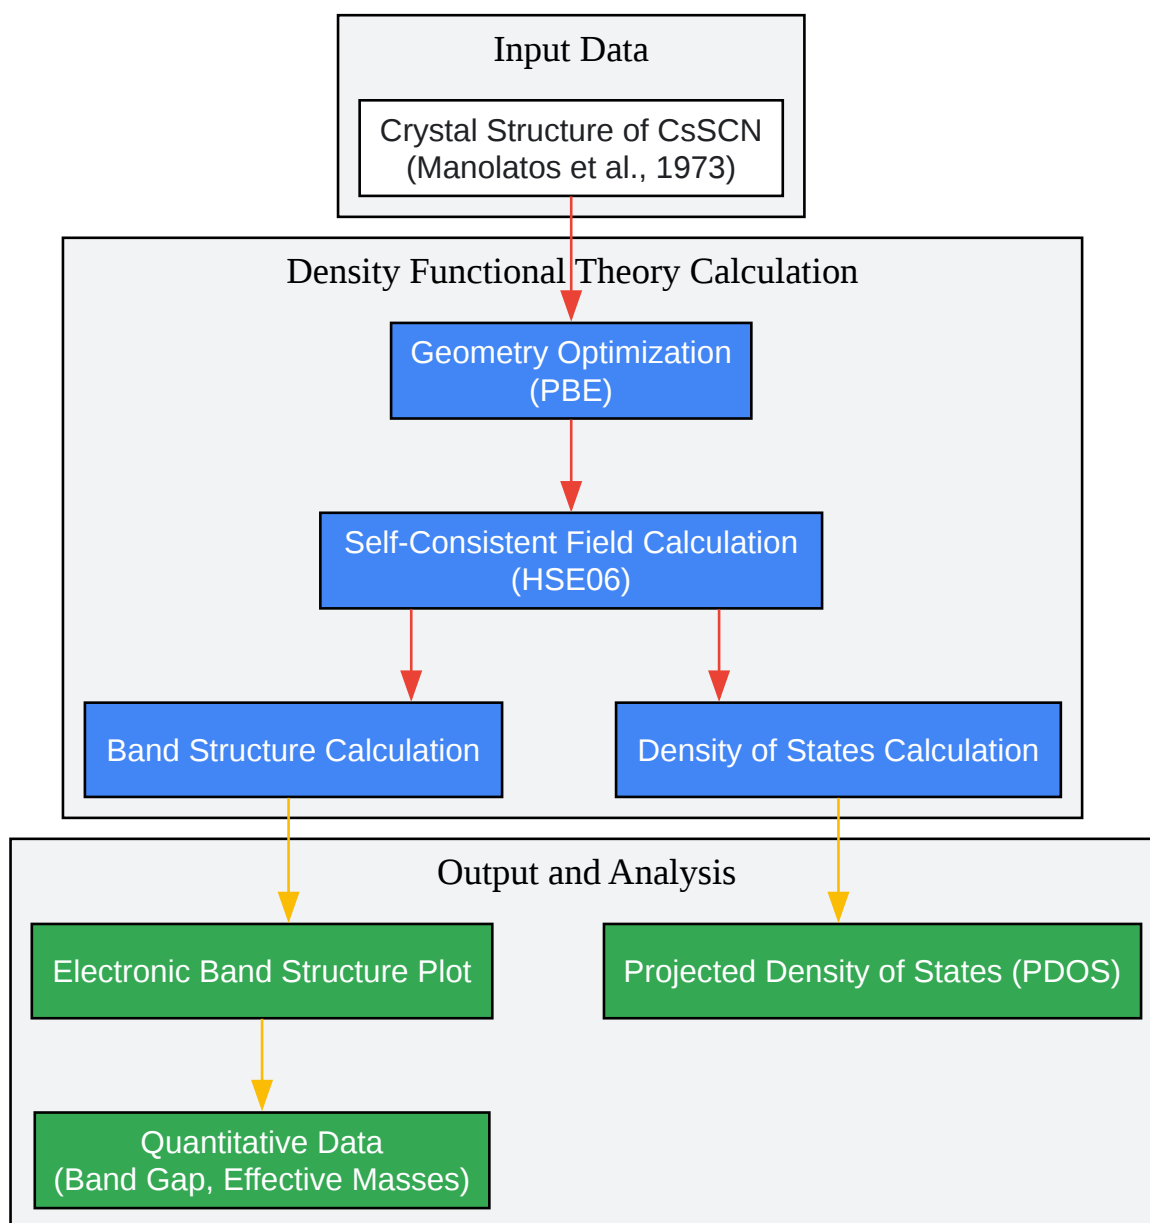 Input Data
Crystal Structure of CsSCN
(Manolatos et al., 1973)
Density Functional Theory Calculation
Geometry Optimization
(PBE)
Self-Consistent Field Calculation
(HSE06)
Band Structure Calculation
Density of States Calculation
Output and Analysis
Electronic Band Structure Plot
Projected Density of States (PDOS)
Quantitative Data
(Band Gap, Effective Masses)